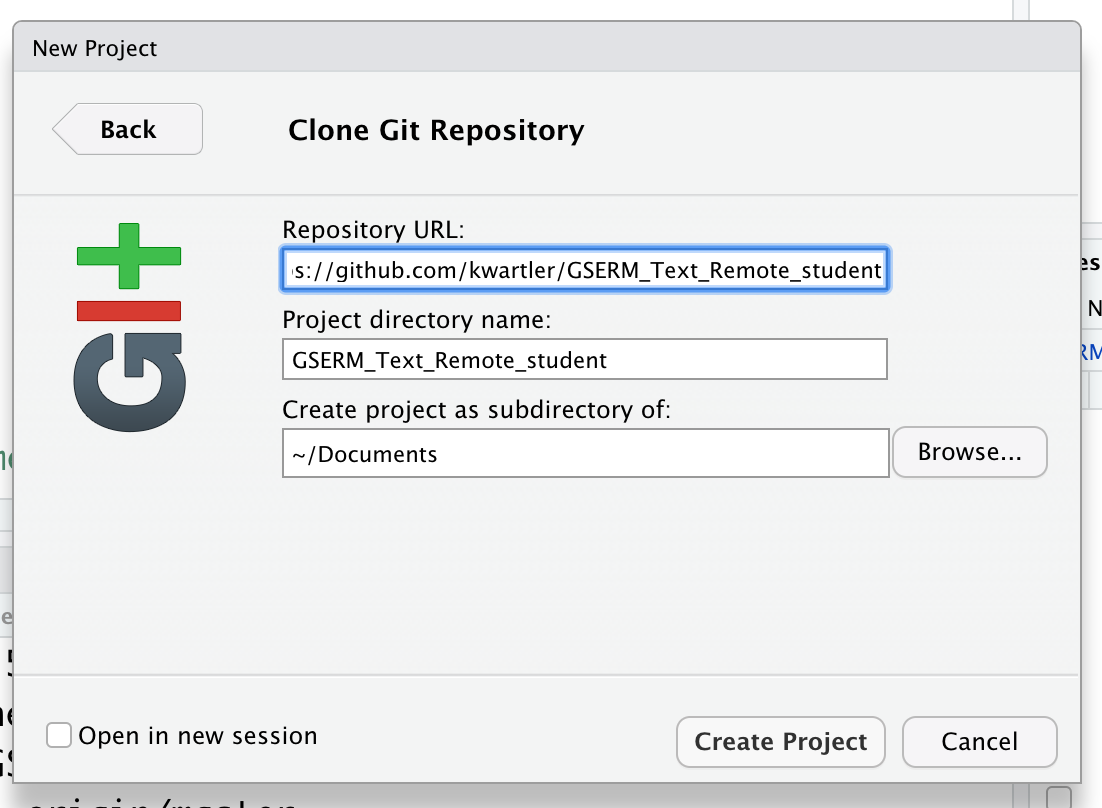 New Project
Back
Clone Git Repository
Repository URL:
s://github.com/kwartler/GSERM_Text_Remote_student
Project directory name:
GSERM_Text_Remote_student
Create project as subdirectory of:
~/Documents
Browse...
git
Open in new session
Create Project
Cancel